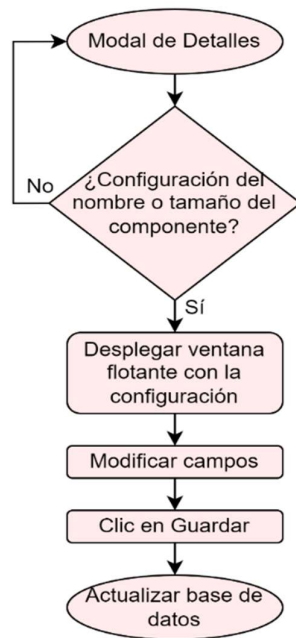 Modal de Detalles
¿Configuración del
nombre o tamaño del
componente?
No
Sí
Desplegar ventana
flotante con la
configuración
Modificar campos
Clic en Guardar
Actualizar base de
datos